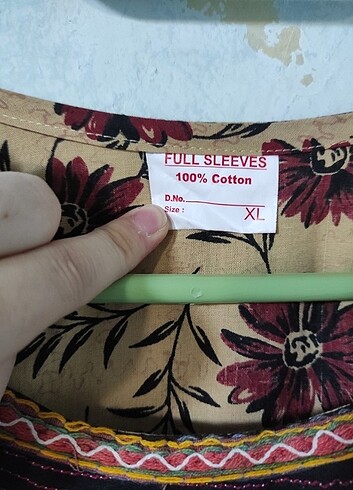 FULL SLEEVES
100% Cotton
D.No.
Size : XL